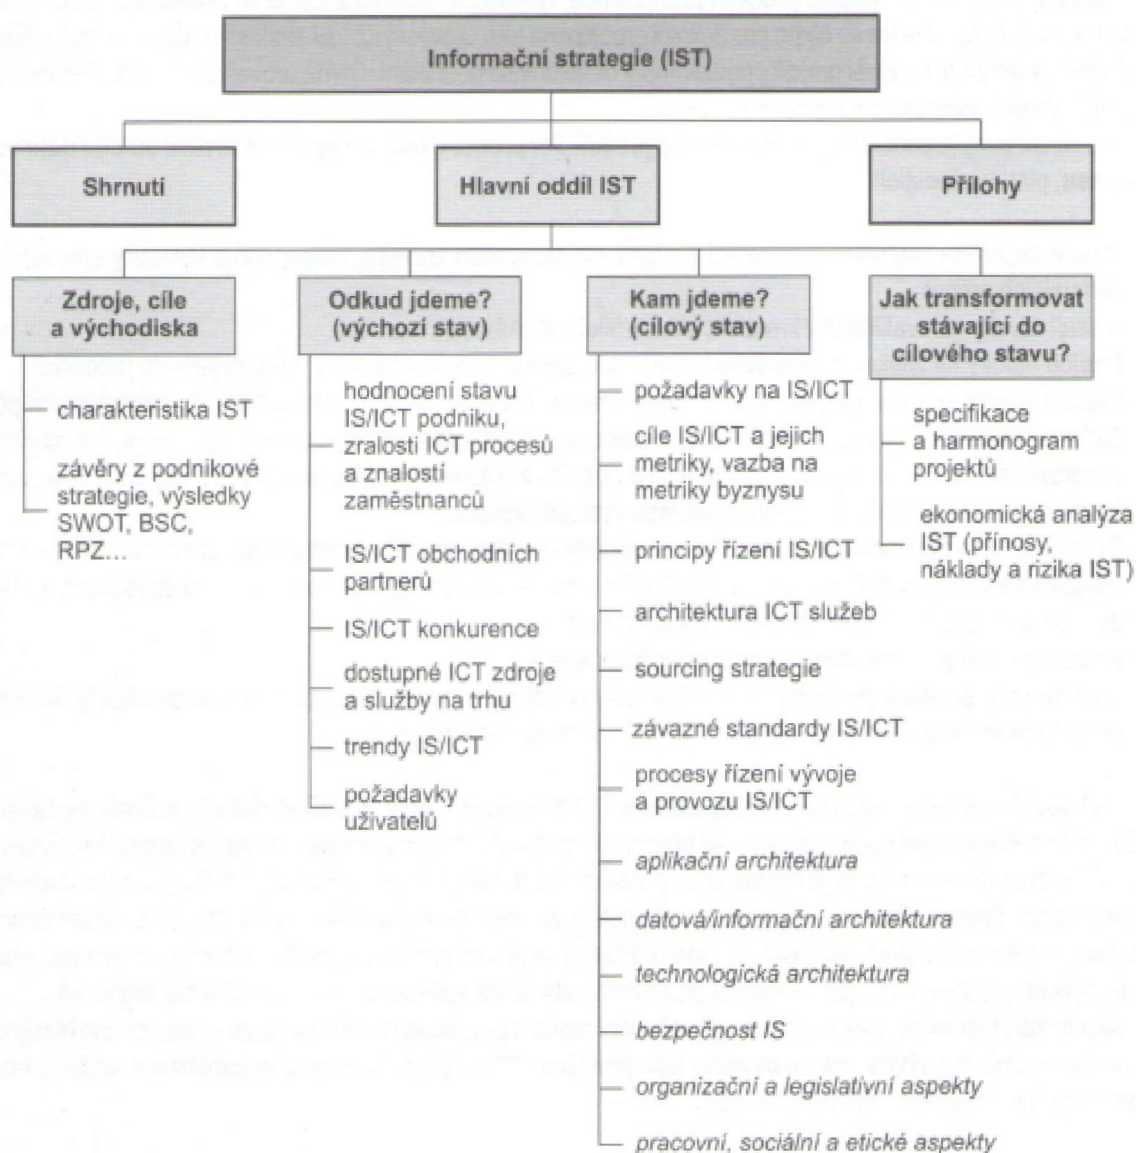 Informační strategie (IST)
Shrnutí
Hlavní oddíl IST
Přílohy
Zdroje, cíle
a východiska
charakteristika IST
závěry z podnikové
strategie, výsledky
SWOT, BSC,
RPZ…
Odkud jdeme?
(výchozí stav)
hodnocení stavu
IS/ICT podniku,
zralosti ICT procesů
a znalostí
zaměstnanců
IS/ICT obchodních
partnerů
IS/ICT konkurence
dostupné ICT zdroje
a služby na trhu
trendy IS/ICT
požadavky
uživatelů
Kam jdeme?
(cílový stav)
požadavky na IS/ICT
cíle IS/ICT a jejich
metriky, vazba na
metriky byznysu
principy řízení IS/ICT
architektura ICT služeb
sourcing strategie
závazné standardy IS/ICT
procesy řízení vývoje
a provozu IS/ICT
aplikační architektura
datová/informační architektura
technologická architektura
bezpečnost IS
organizační a legislativní aspekty
pracovní, sociální a etické aspekty
Jak transformovat
stávající do
cílového stavu?
specifikace
a harmonogram
projektů
ekonomická analýza
IST (přínosy,
náklady a rizika IST)